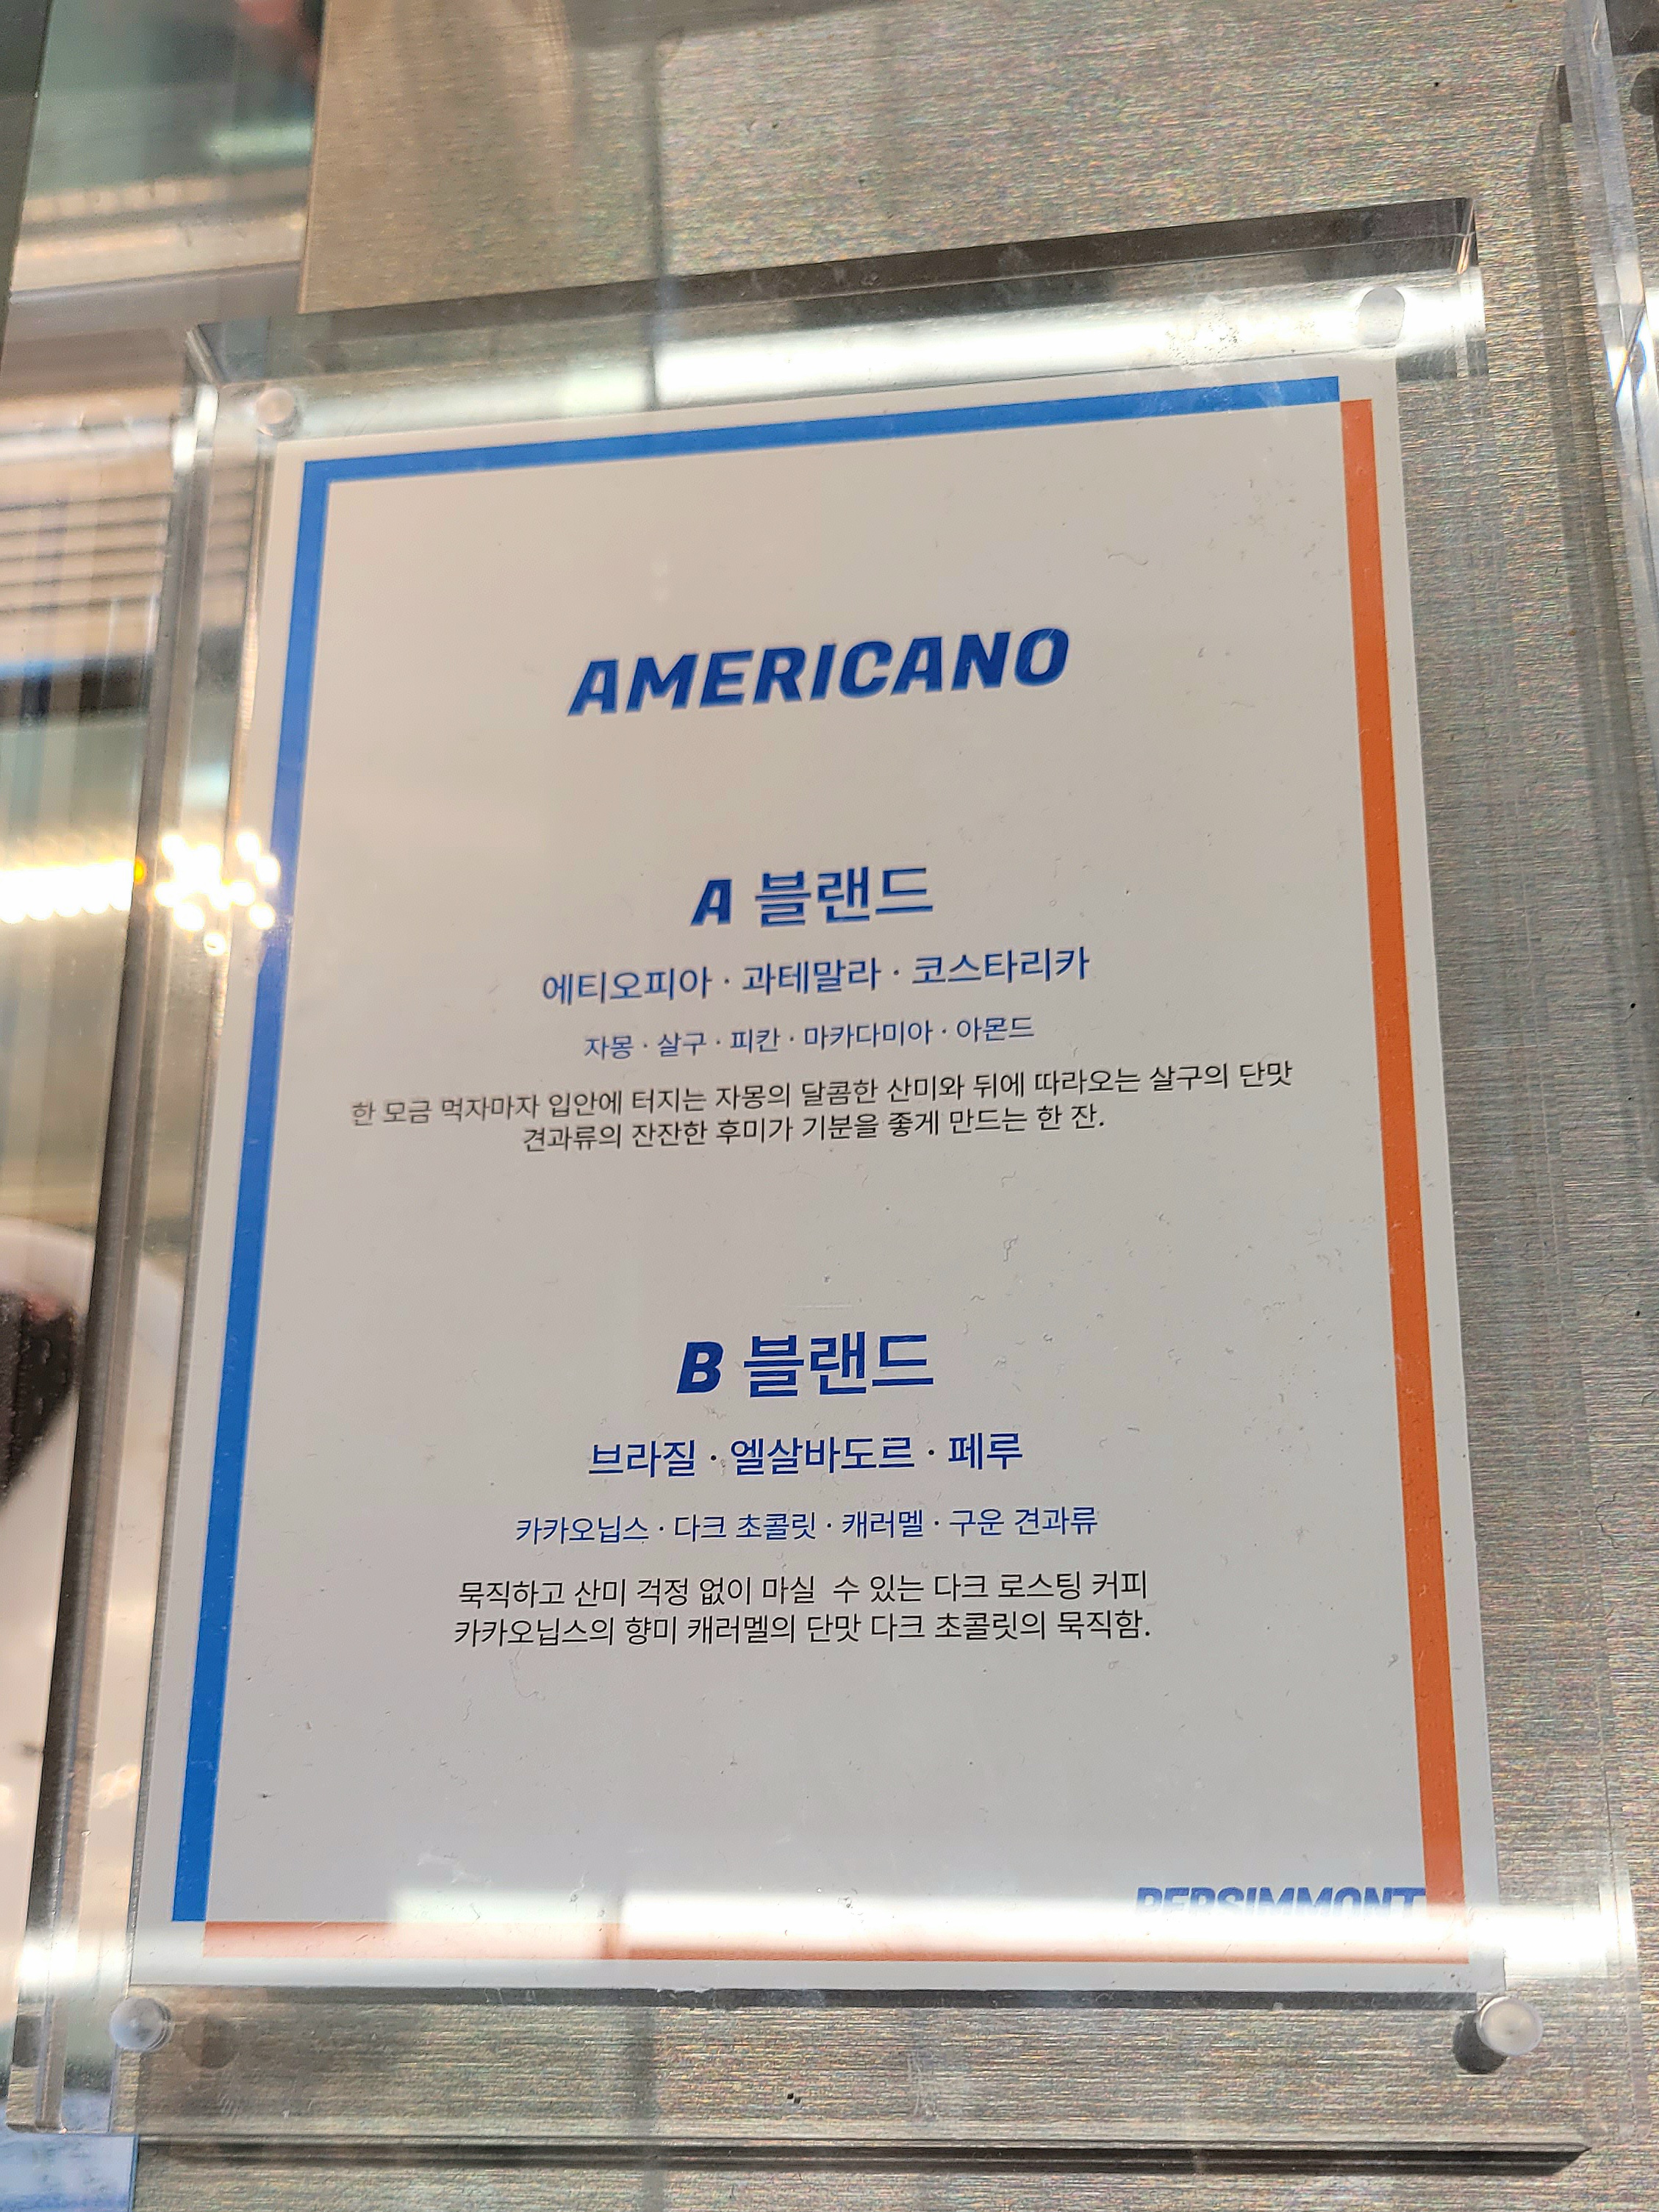 AMERICANO
A 블랜드
에티오피아 · 과테말라 · 코스타리카
자몽 · 살구 · 피칸 · 마카다미아 · 아몬드
한 모금 먹자마자 입안에 터지는 자몽의 달콤한 산미와 뒤에 따라오는 살구의 단맛
견과류의 잔잔한 후미가 기분을 좋게 만드는 한 잔.
B 블랜드
브라질 · 엘살바도르 · 페루
카카오닙스 · 다크 초콜릿 · 캐러멜 · 구운 견과류
묵직하고 산미 걱정 없이 마실 수 있는 다크 로스팅 커피
카카오닙스의 향미 캐러멜의 단맛 다크 초콜릿의 묵직함.
PERSIMMONT